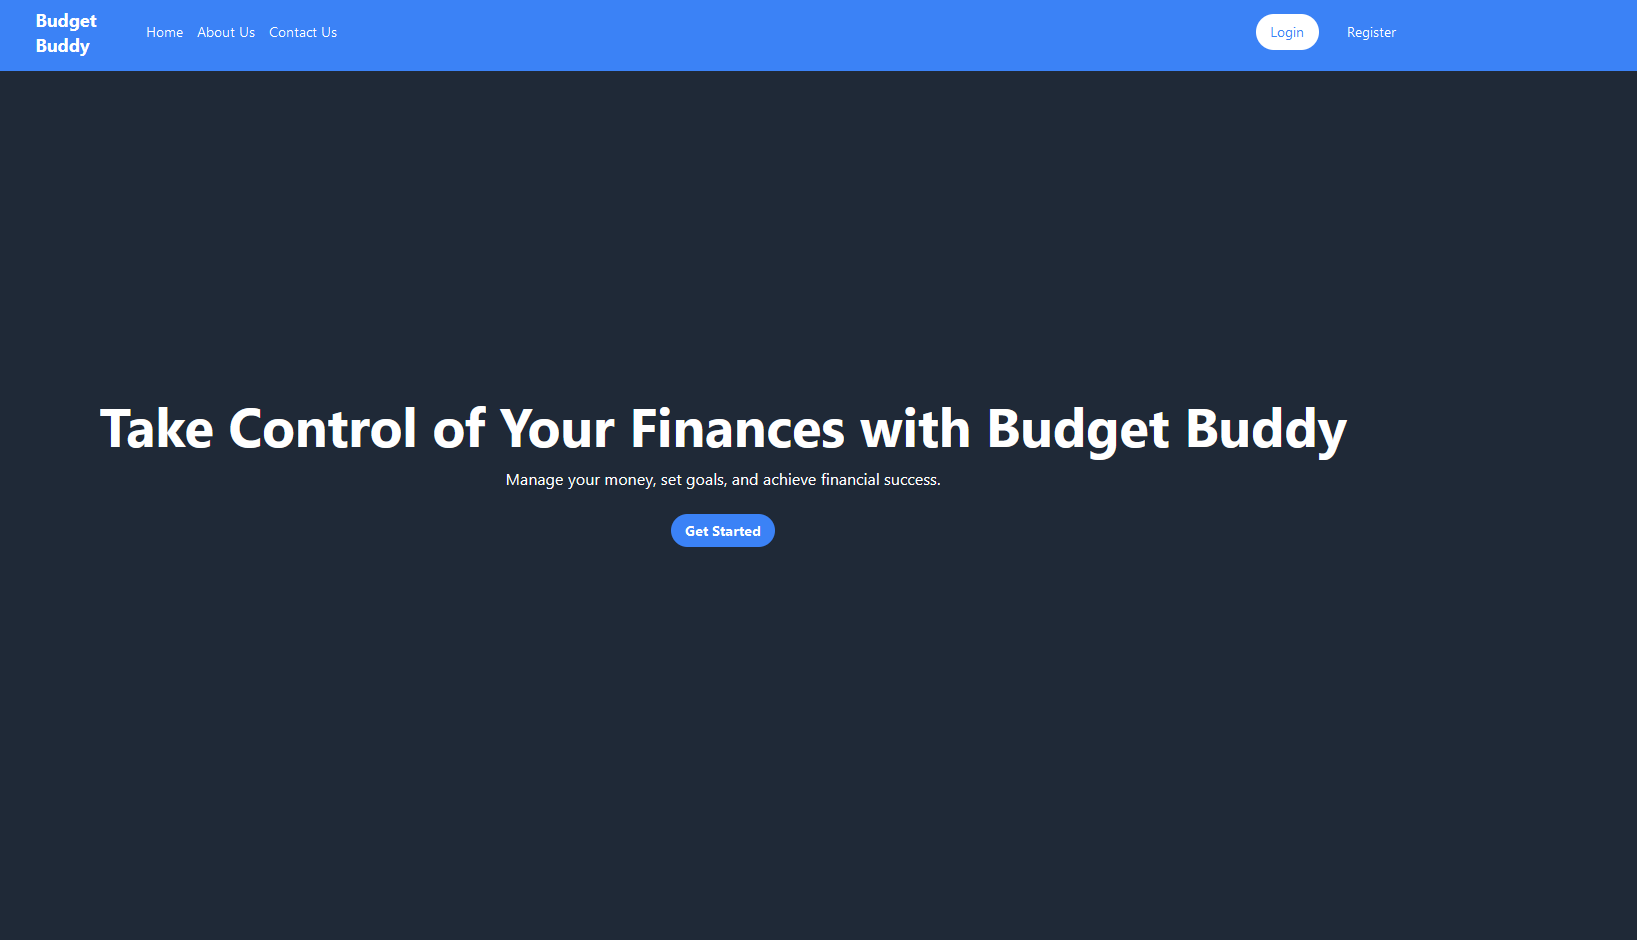 Budget
Buddy
Home About Us Contact Us
Login Register
Take Control of Your Finances with Budget Buddy
Manage your money, set goals, and achieve financial success.
Get Started